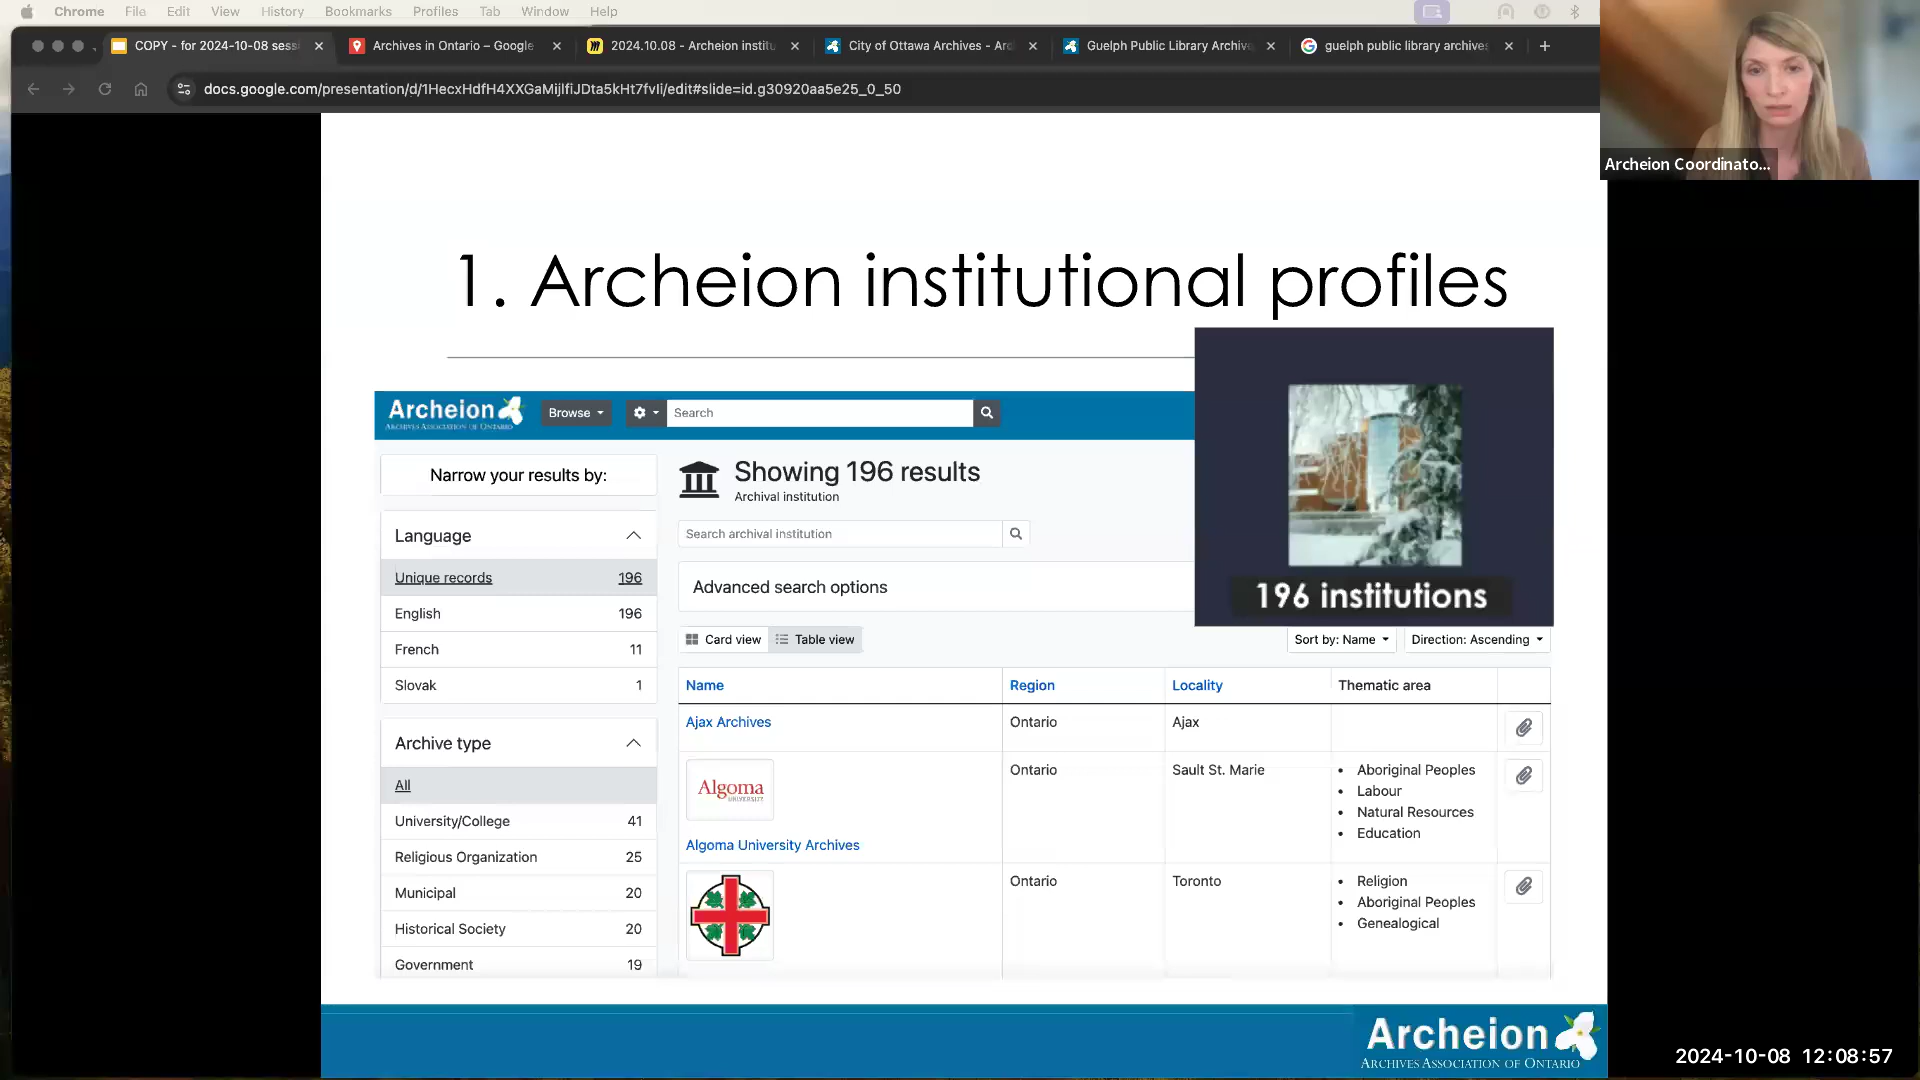 Chrome File Edit View History Bookmarks Profiles Tab Window Help
COPY - for 2024-10-08 sessi
Archives in Ontario – Google
2024.10.08 - Archeion institu
City of Ottawa Archives - Arc
Guelph Public Library Archive
guelph public library archives
docs.google.com/presentation/d/1HecxHdfH4XXGaMijlfiJDta5kHt7fvIi/edit#slide=id.g30920aa5e25_0_50
Archeion Coordinato...
1. Archeion institutional profiles
Archeion
ARCHIVES ASSOCIATION OF ONTARIO
Browse
Search
Narrow your results by:
Language
Unique records 196
English 196
French 11
Slovak 1
Archive type
All
University/College 41
Religious Organization 25
Municipal 20
Historical Society 20
Government 19
Showing 196 results
Archival institution
Search archival institution
Advanced search options
196 institutions
Card view Table view
Sort by: Name Direction: Ascending
Name Region Locality Thematic area
Ajax Archives Ontario Ajax
Algoma
UNIVERSITY
Algoma University Archives
Ontario Sault St. Marie
Aboriginal Peoples
Labour
Natural Resources
Education
Ontario Toronto
Religion
Aboriginal Peoples
Genealogical
Archeion
ARCHIVES ASSOCIATION OF ONTARIO
2024-10-08 12:08:57